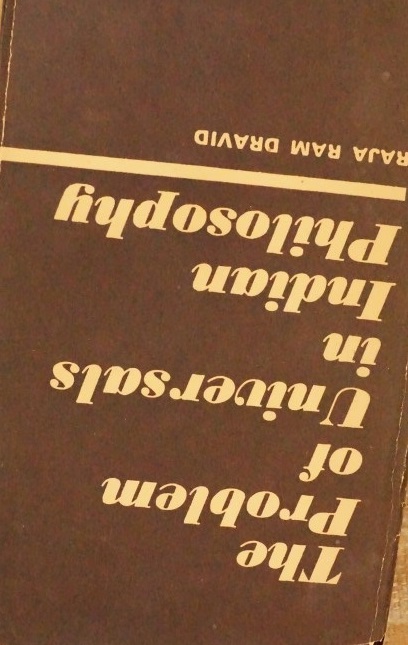 The
Problem
of
Universals
in
Indian
Philosophy
RAJA RAM DRAVID